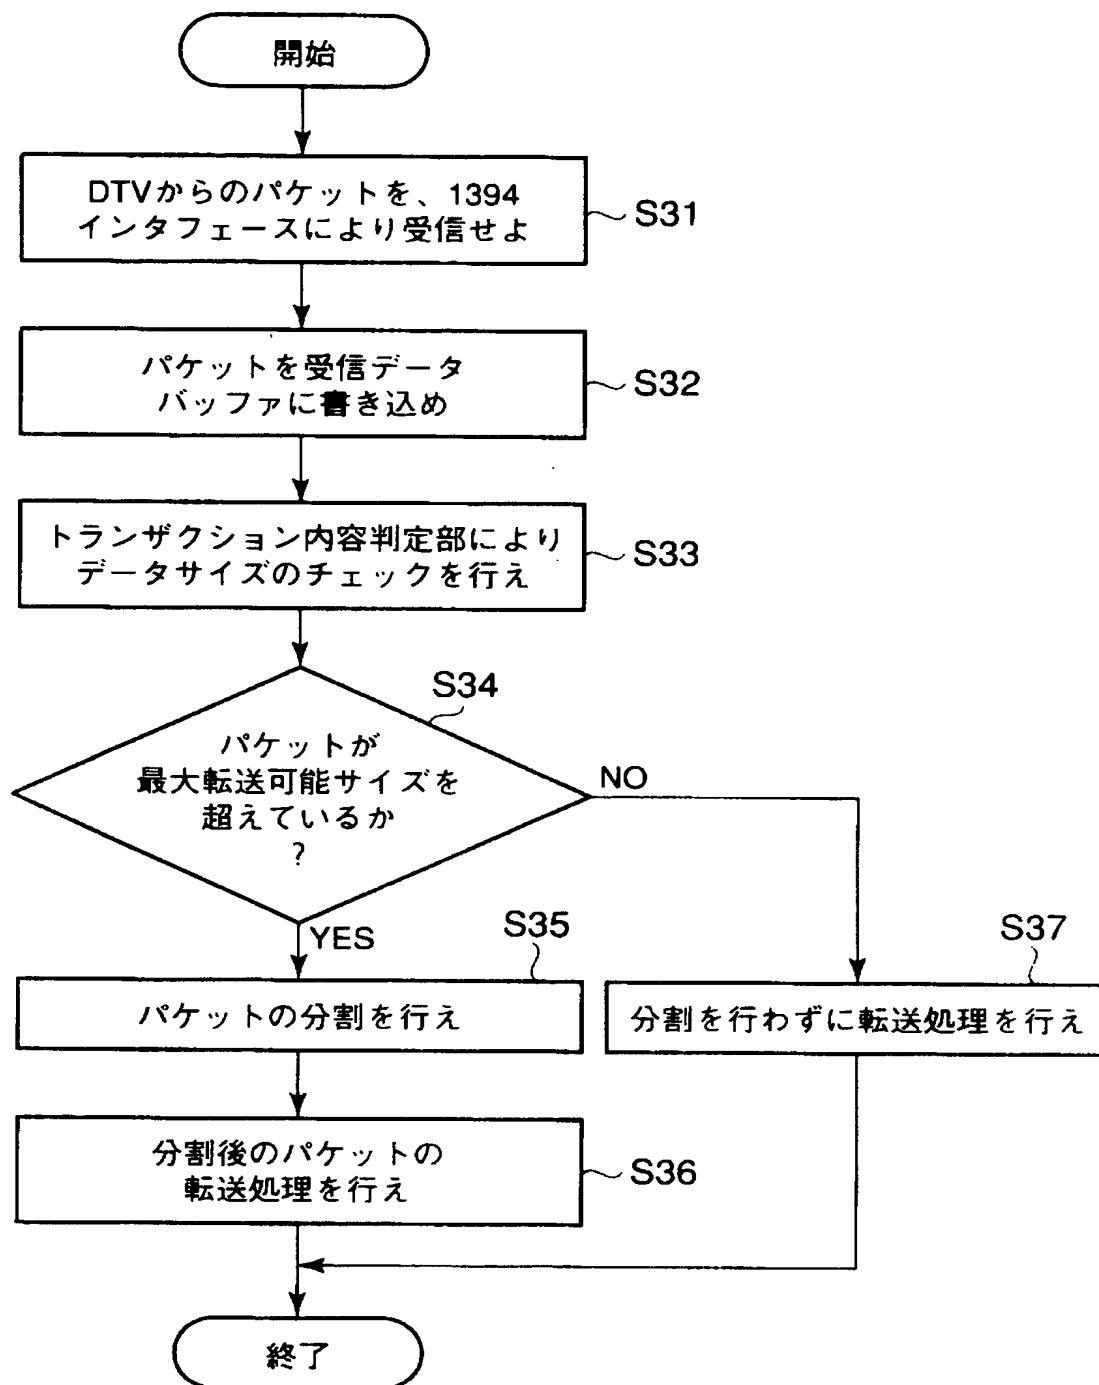 開始
DTVからのパケットを、1394
インタフェースにより受信せよ
S31
パケットを受信データ
バッファに書き込め
S32
トランザクション内容判定部により
データサイズのチェックを行え
S33
S34
パケットが
最大転送可能サイズを
超えているか
?
NO
YES
S35
パケットの分割を行え
S37
分割を行わずに転送処理を行え
分割後のパケットの
転送処理を行え
S36
終了